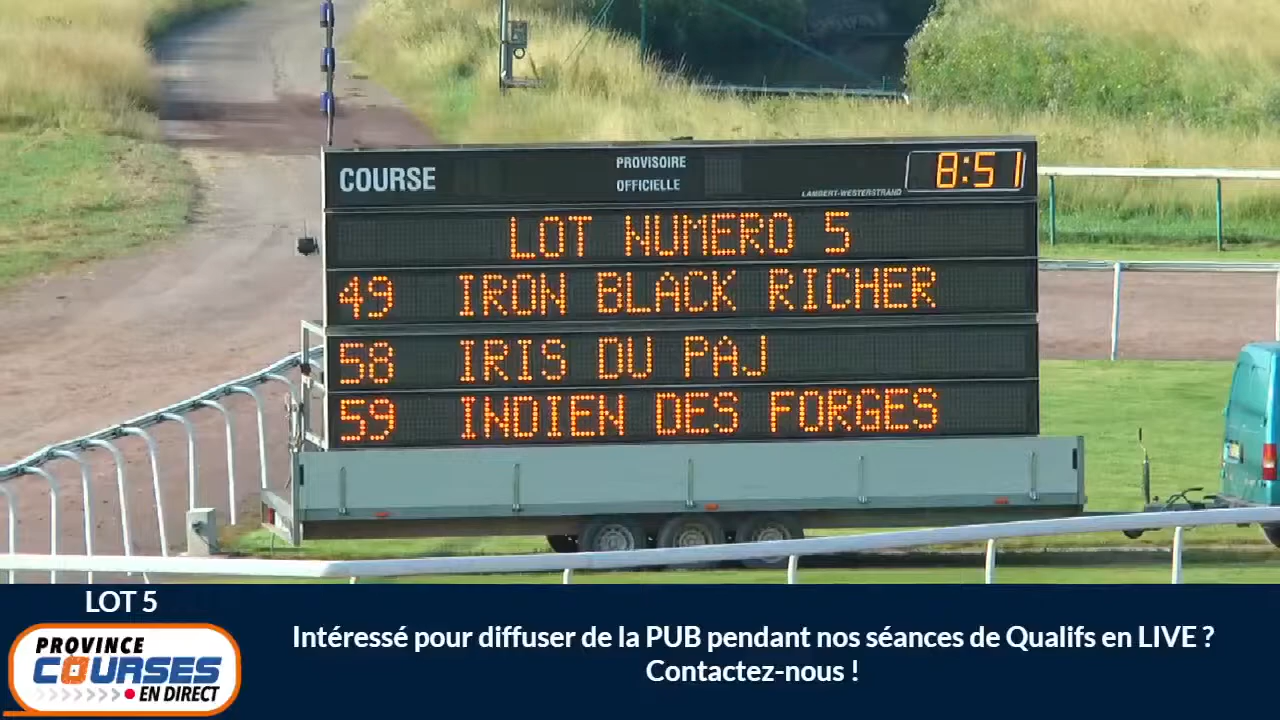 COURSE
PROVISOIRE
OFFICIELLE
8:51
LAMBERT-WESTERSTRAND
LOT NUMERO 5
49 IRON BLACK RICHER
58 IRIS DU PAJ
59 INDIEN DES FORGES
LOT 5
PROVINCE
COURSES
EN DIRECT
Intéressé pour diffuser de la PUB pendant nos séances de Qualifs en LIVE ?
Contactez-nous !